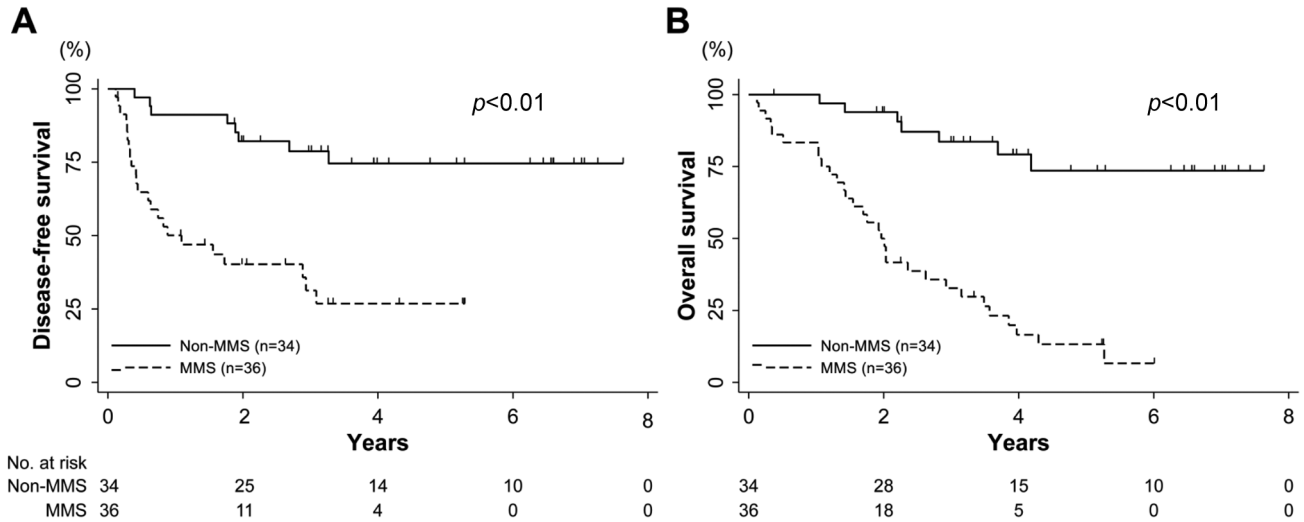 A
(%)
100
75
50
25
0
Disease-free survival
p<0.01
Non-MMS (n=34)
MMS (n=36)
0 2 4 6 8
Years
No. at risk
Non-MMS 34 25 14 10 0
MMS 36 11 4 0 0
B
(%)
100
75
50
25
0
Overall survival
p<0.01
Non-MMS (n=34)
MMS (n=36)
0 2 4 6 8
Years
34 28 15 10 0
36 18 5 0 0